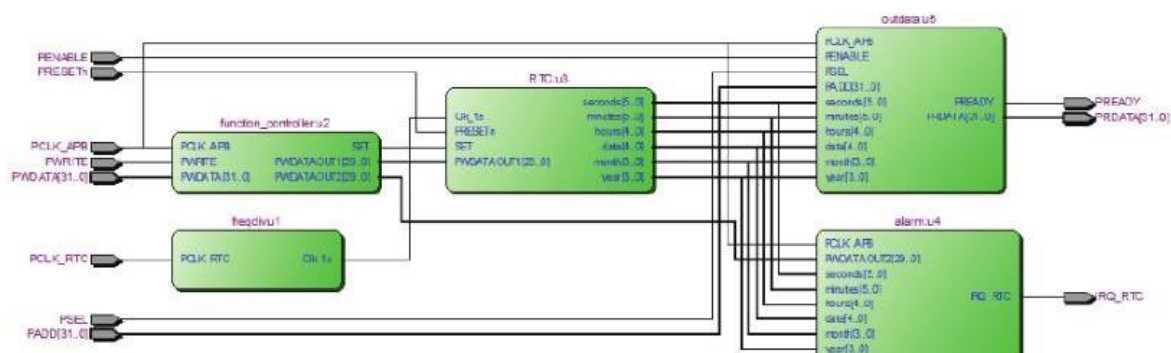 outdata:u5
PCLK_APB
PENABLE
PSEL
PADD[31..0]
seconds[5..0]
minutes[5..0]
hours[4..0]
date[4..0]
month[3..0]
year[3..0]
PREADY
PRDATA[31..0]
PREADY
PRDATA[31..0]
PENABLE
PRESETn
RTC:u3
Clk_1s
PRESETn
SET
PWDATAOUT1[29..0]
seconds[5..0]
minutes[5..0]
hours[4..0]
date[4..0]
month[3..0]
year[3..0]
function_controller:u2
PCLK_APB
PWRITE
PWDATA[31..0]
PCLK_APB
PWRITE
PWDATA[31..0]
SET
PWDATAOUT1[29..0]
PWDATAOUT2[29..0]
freqdiv:u1
PCLK_RTC
PCLK_RTC
Clk_1s
PSEL
PADD[31..0]
alarm:u4
PCLK_APB
PWDATAOUT2[29..0]
seconds[5..0]
minutes[5..0]
hours[4..0]
date[4..0]
month[3..0]
year[3..0]
IRQ_RTC
IRQ_RTC